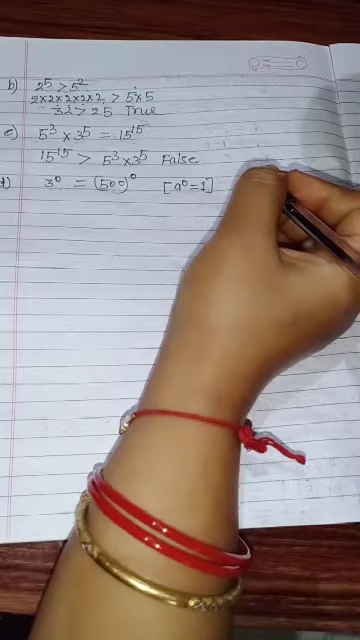 b) 2⁵ > 5²
2×2×2×2×2 > 5×5
32 > 25 True
c) 5³ × 3⁵ = 15¹⁵
15¹⁵ > 5³ × 3⁵ False
d) 3⁰ = (500)⁰ [a⁰=1]